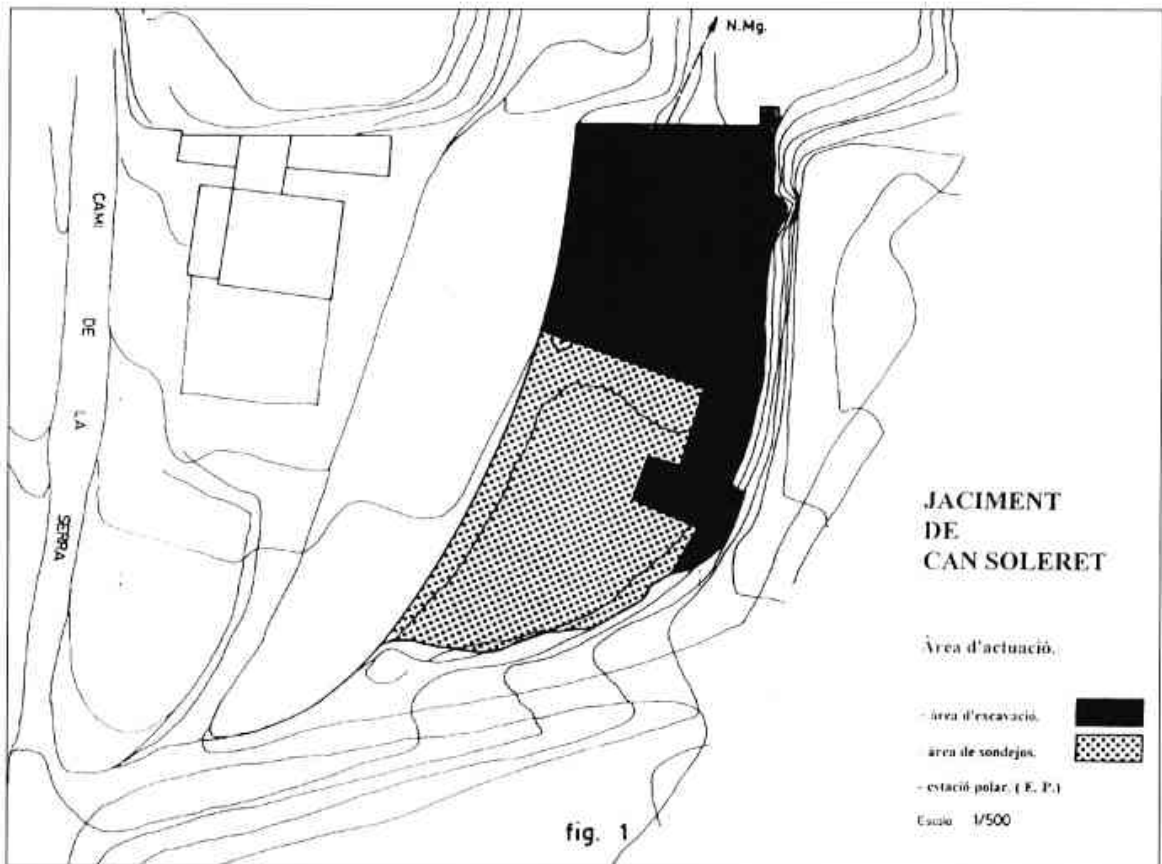 N.Mg.
CAMI DE LA SERRA
JACIMENT
DE
CAN SOLERET
Àrea d'actuació.
- àrea d'escavació.
àrea de sondejos.
- estació polar. ( E. P.)
Escala 1/500
fig. 1